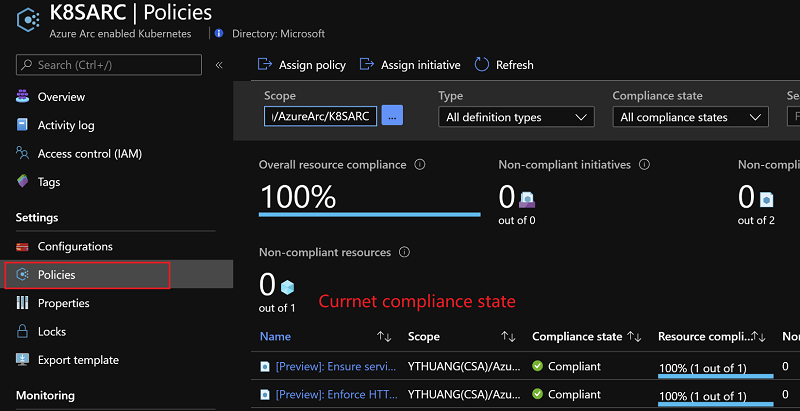 K8SARC | Policies
Azure Arc enabled Kubernetes
Directory: Microsoft
Search (Ctrl+/)
Overview
Activity log
Access control (IAM)
Tags
Settings
Configurations
Policies
Properties
Locks
Export template
Monitoring
Assign policy
Assign initiative
Refresh
Scope
Type
Compliance state
Se
)/AzureArc/K8SARC
...
All definition types
All compliance states
F
Overall resource compliance
Non-compliant initiatives
Non-compli
100%
0
0
out of 0
out of 2
Non-compliant resources
0
out of 1
Currnet compliance state
Name
Scope
Compliance state
Resource compli...
Non
[Preview]: Ensure servi...
YTHUANG(CSA)/Azu...
Compliant
100% (1 out of 1)
0
[Preview]: Enforce HTT...
YTHUANG(CSA)/Azu...
Compliant
100% (1 out of 1)
0